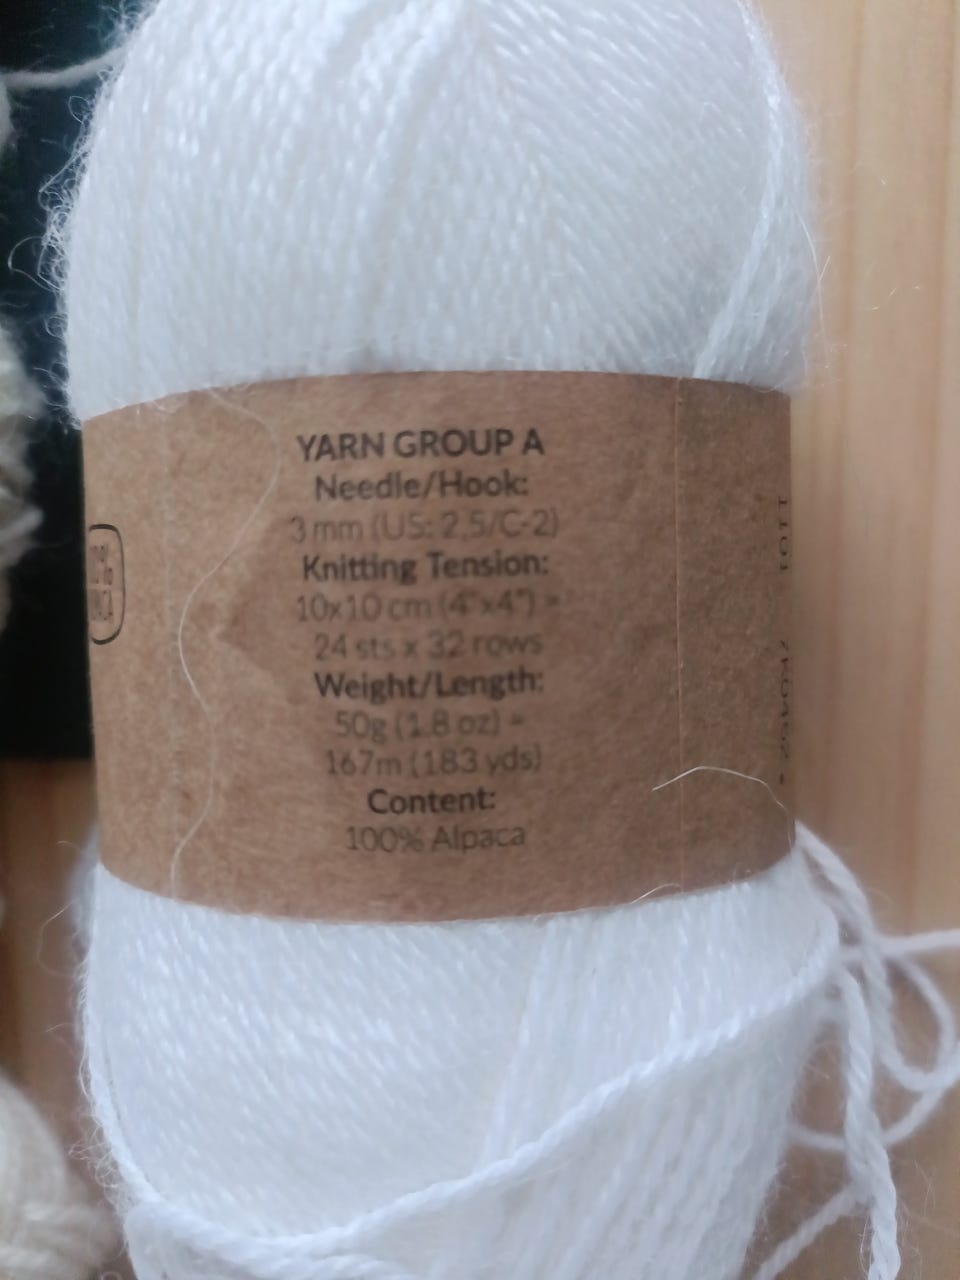 YARN GROUP A
Needle/Hook:
3 mm (US: 2,5/C-2)
Knitting Tension:
10x10 cm (4"x4") =
24 sts x 32 rows
Weight/Length:
50g (1.8 oz) =
167m (183 yds)
Content:
100% Alpaca